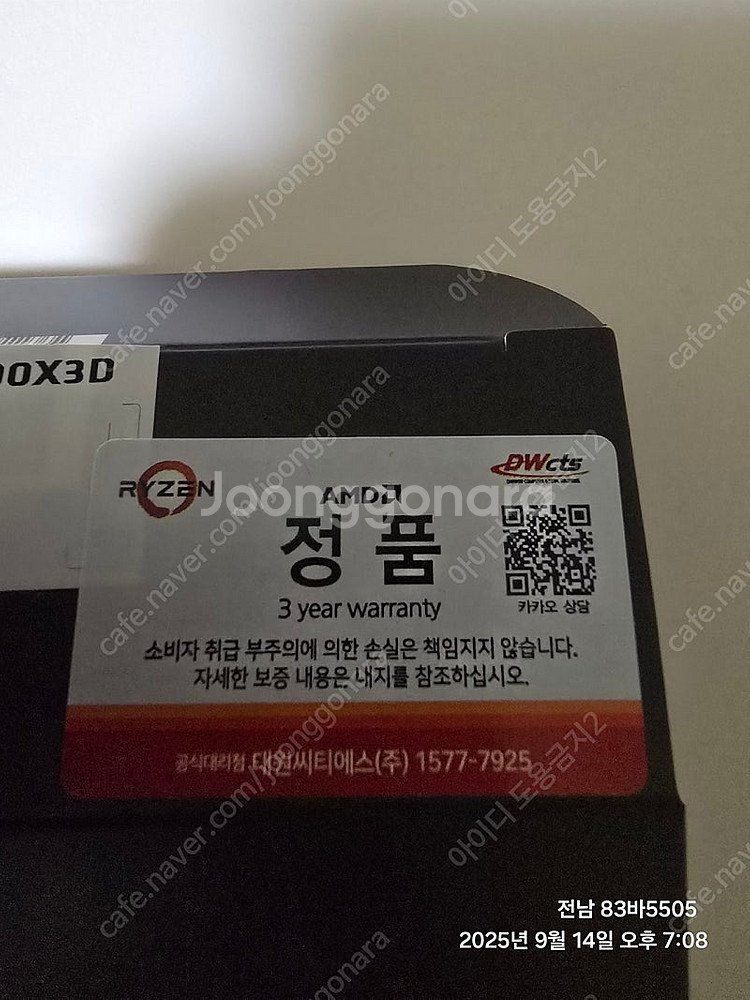 00X3D
RYZEN
AMD
DWcts
정품
3 year warranty
카카오 상담
소비자 취급 부주의에 의한 손실은 책임지지 않습니다.
자세한 보증 내용은 내지를 참조하십시오.
공식대리점 대원씨티에스(주) 1577-7925
Joonggonara
cafe.naver.com/joonggonara
아이디 도용금지2
전남 83바5505
2025년 9월 14일 오후 7:08